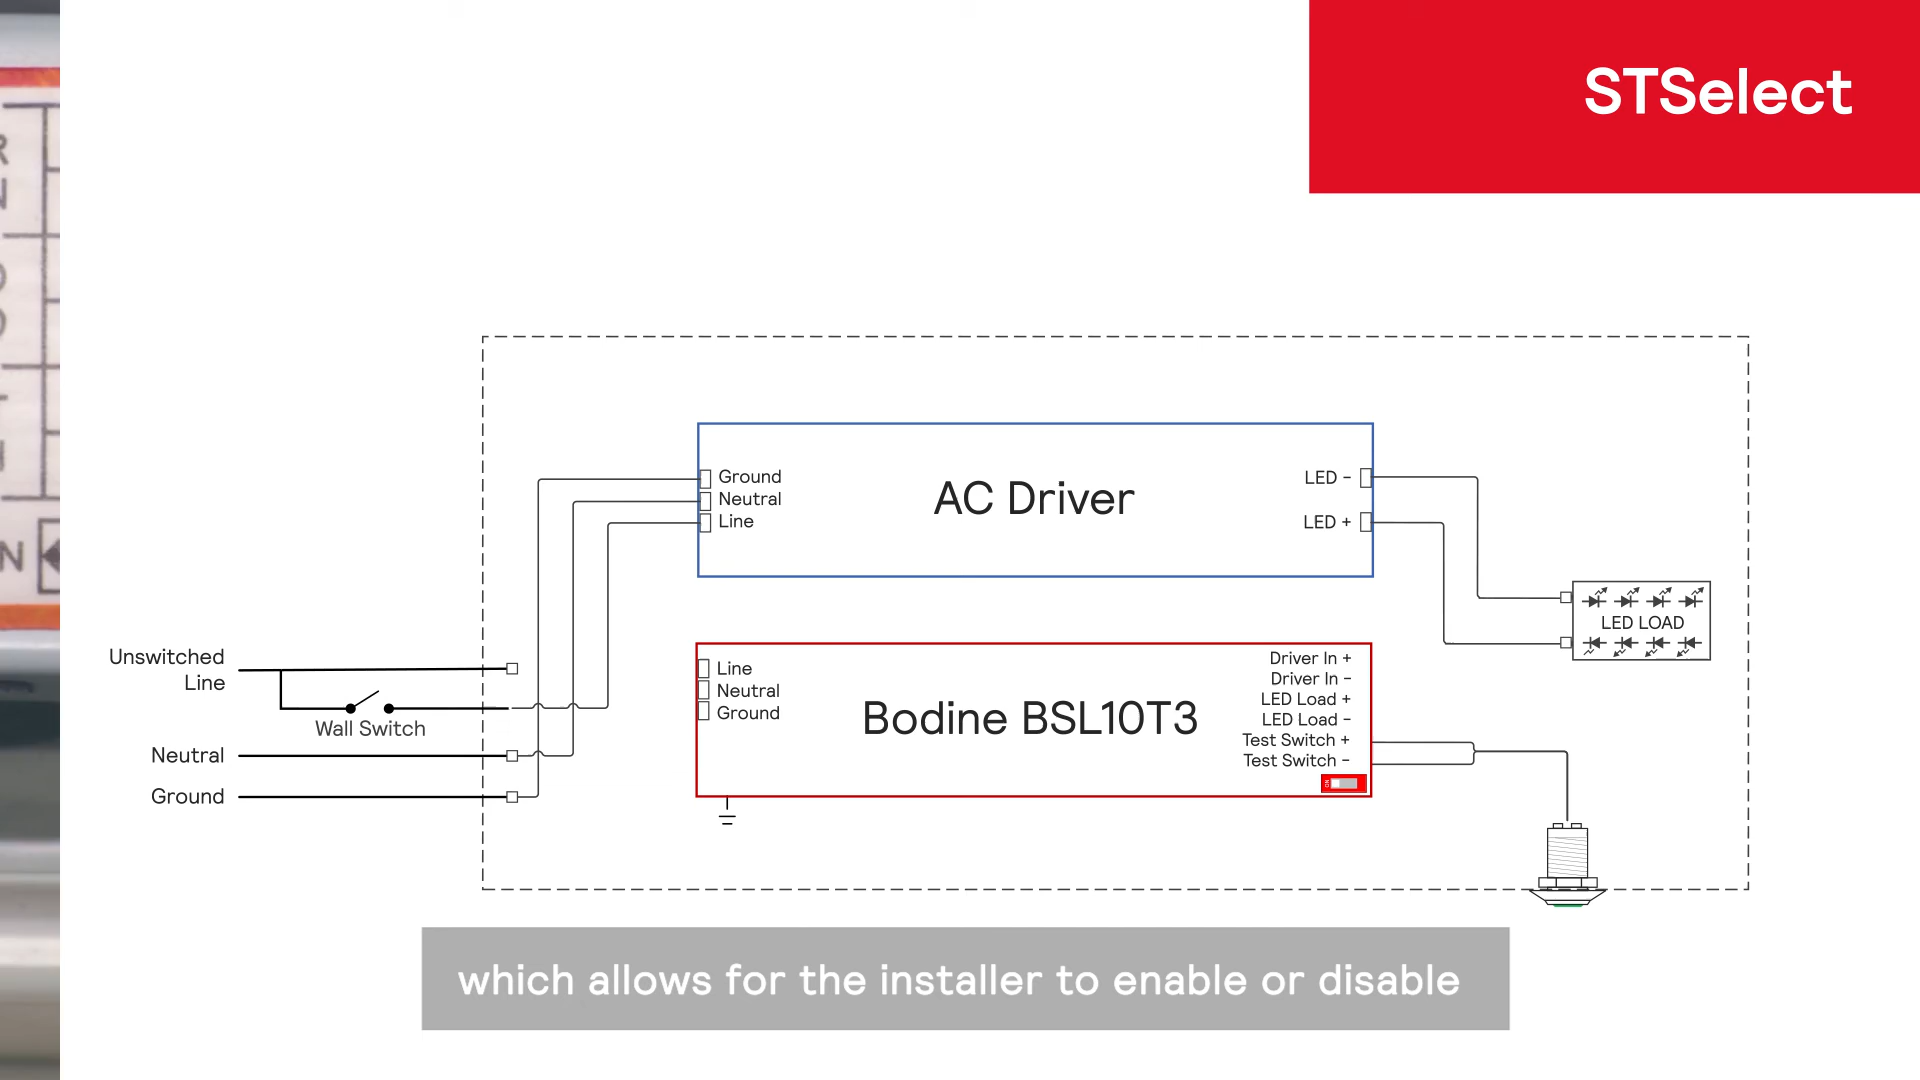 STSelect
Ground
Neutral
Line
AC Driver
LED -
LED +
LED LOAD
Unswitched
Line
Wall Switch
Neutral
Ground
Line
Neutral
Ground
Bodine BSL10T3
Driver In +
Driver In -
LED Load +
LED Load -
Test Switch +
Test Switch -
which allows for the installer to enable or disable